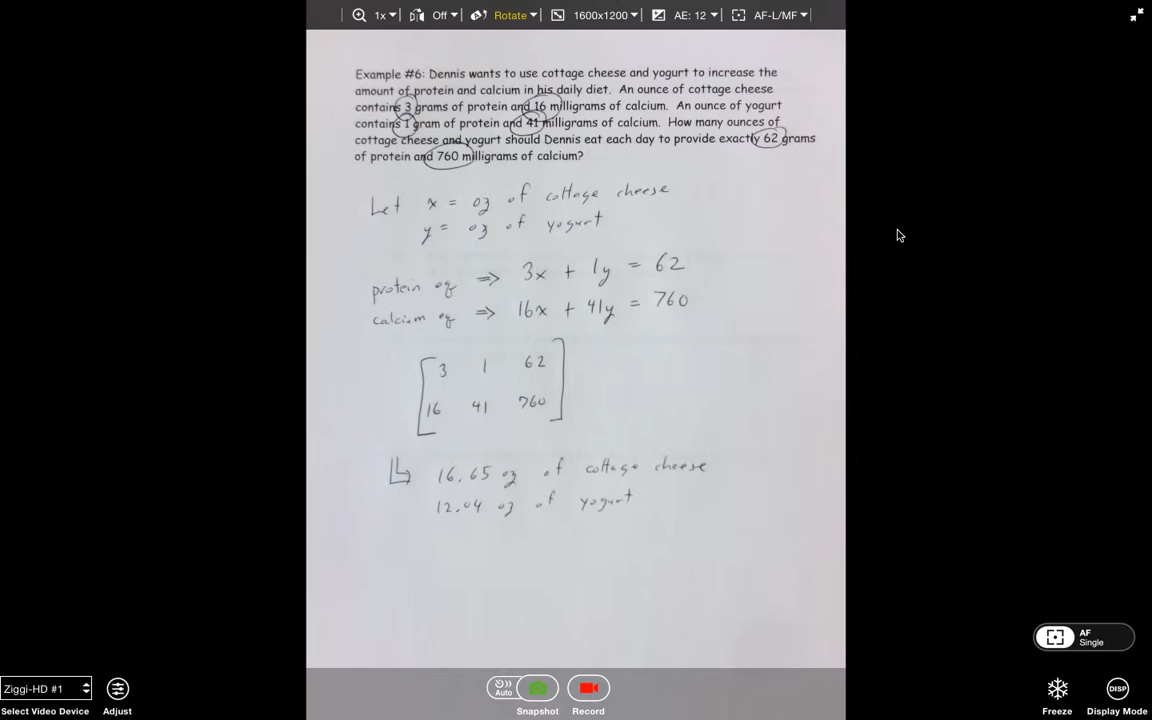 1x Off Rotate 1600x1200 AE: 12 AF-L/MF
Example #6: Dennis wants to use cottage cheese and yogurt to increase the
amount of protein and calcium in his daily diet. An ounce of cottage cheese
contains 3 grams of protein and 16 milligrams of calcium. An ounce of yogurt
contains 1 gram of protein and 41 milligrams of calcium. How many ounces of
cottage cheese and yogurt should Dennis eat each day to provide exactly 62 grams
of protein and 760 milligrams of calcium?
Let x = oz of cottage cheese
y = oz of yogurt
protein eq ⇒ 3x + 1y = 62
calcium eq ⇒ 16x + 41y = 760
3 1 62
16 41 760
16.65 oz of cottage cheese
12.04 oz of yogurt
AF
Single
Ziggi-HD #1
Auto
Select Video Device Adjust Snapshot Record Freeze Display Mode
DISP